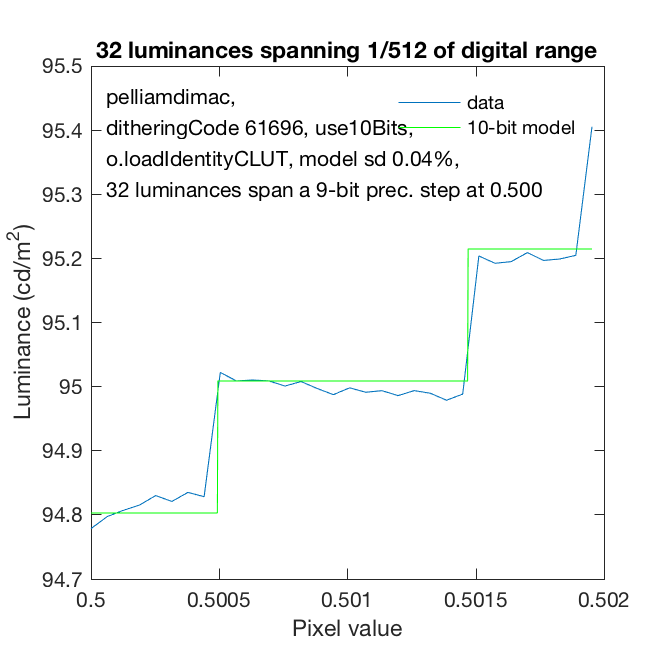 32 luminances spanning 1/512 of digital range
pelliamdimac,
ditheringCode 61696, use10Bits,
o.loadIdentityCLUT, model sd 0.04%,
32 luminances span a 9-bit prec. step at 0.500
data
10-bit model
Luminance (cd/m²)
95.5
95.4
95.3
95.2
95.1
95
94.9
94.8
94.7
0.5
0.5005
0.501
0.5015
0.502
Pixel value